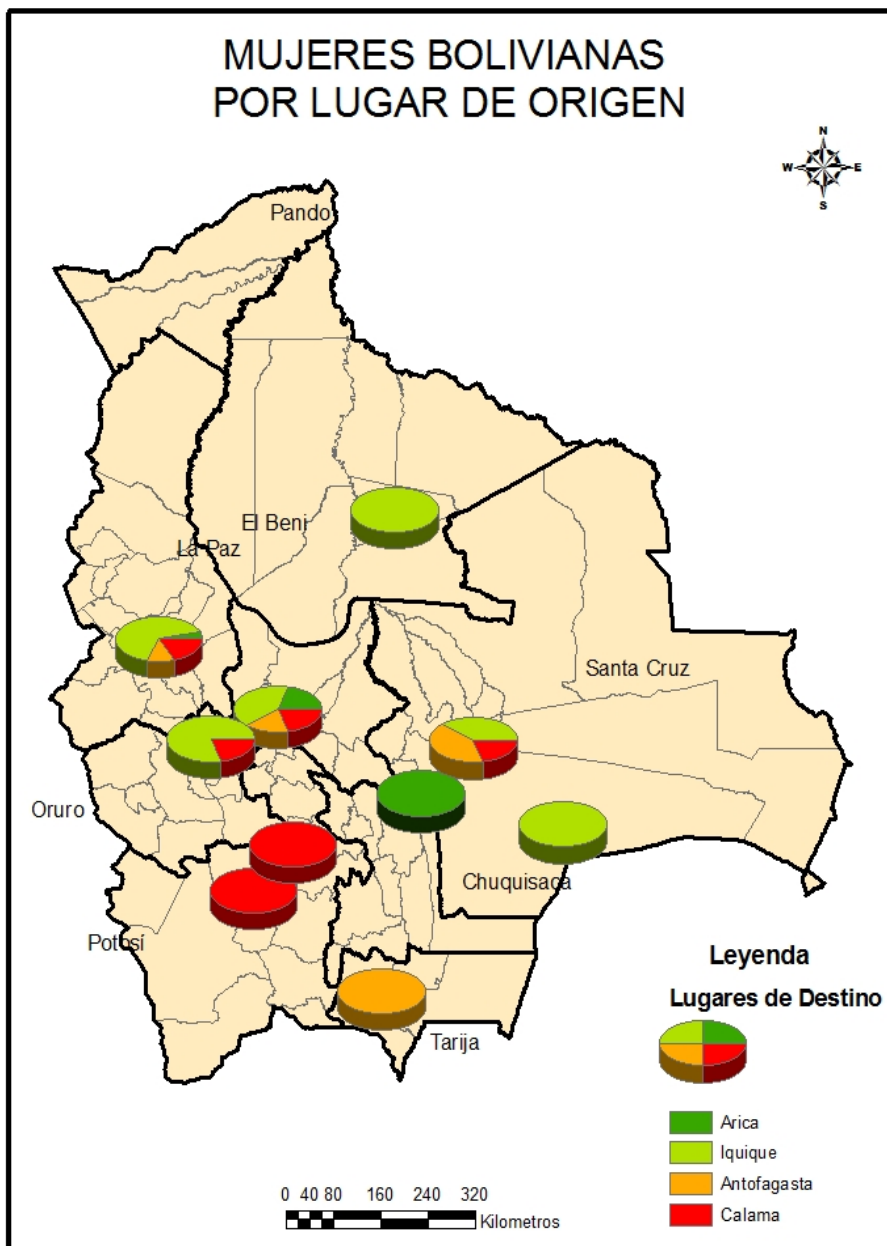 MUJERES BOLIVIANAS
POR LUGAR DE ORIGEN
N
W E
S
Pando
El Beni
La Paz
Santa Cruz
Oruro
Chuquisaca
Potosí
Tarija
Leyenda
Lugares de Destino
Arica
Iquique
Antofagasta
Calama
0 40 80 160 240 320
Kilometros